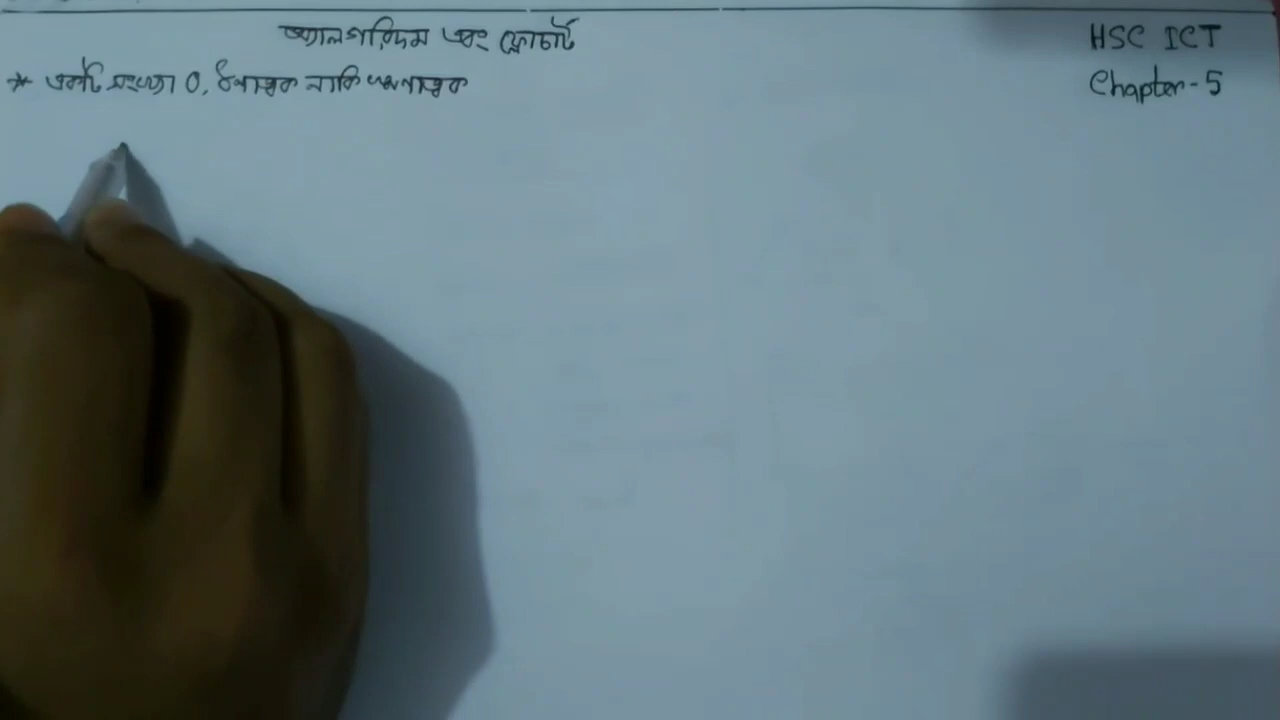 অ্যালগরিদম এবং ফ্লোচার্ট
HSC ICT
* একটি সংখ্যা 0, ধনাত্মক নাকি ঋণাত্মক
Chapter-5